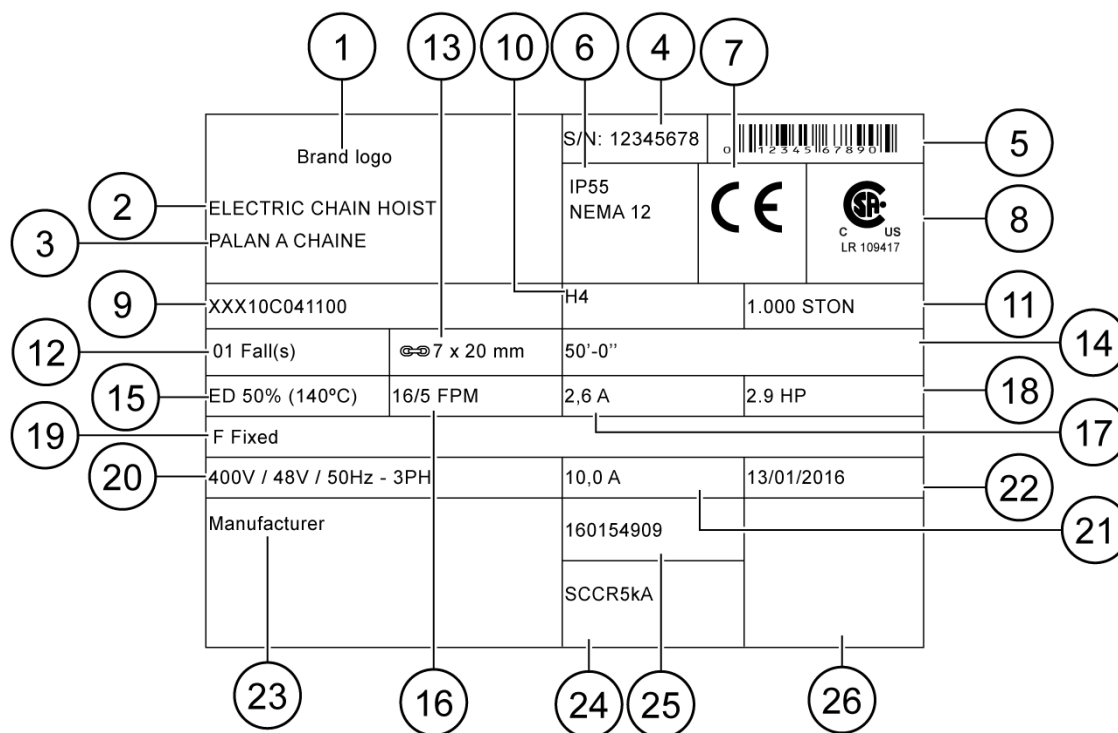 1
13
10
6
4
7
Brand logo
S/N: 12345678
0 12345 67890
5
2
ELECTRIC CHAIN HOIST
IP55
NEMA 12
CE
CSA
C US
LR 109417
8
3
PALAN A CHAINE
9
XXX10C041100
H4
1.000 STON
11
12
01 Fall(s)
7 x 20 mm
50'-0''
14
15
ED 50% (140ºC)
16/5 FPM
2,6 A
2.9 HP
18
19
F Fixed
17
20
400V / 48V / 50Hz - 3PH
10,0 A
13/01/2016
22
21
Manufacturer
160154909
SCCR5kA
23
16
24
25
26